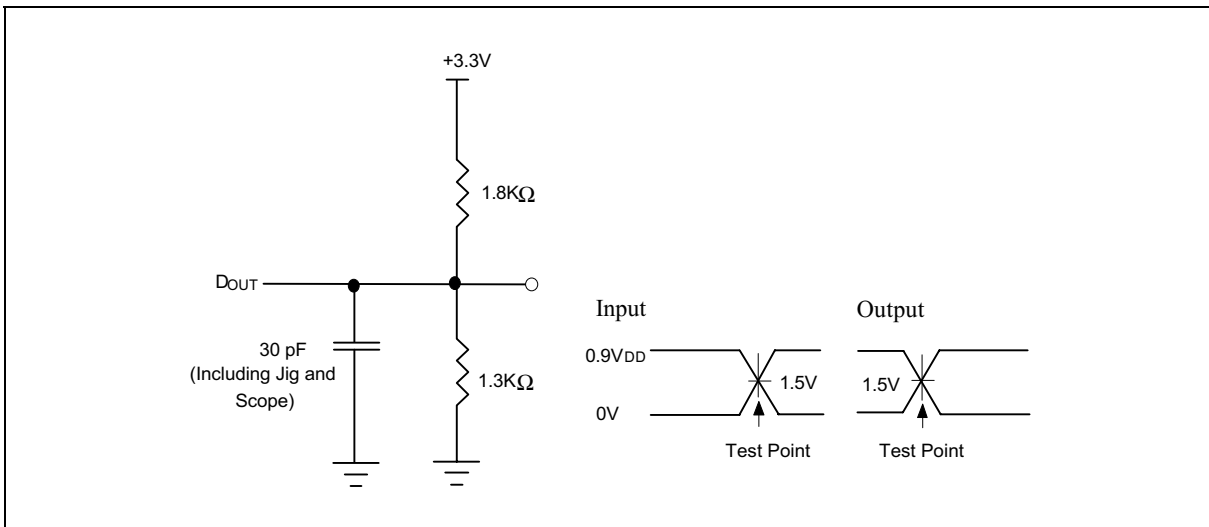 +3.3V
1.8KΩ
DOUT
30 pF
(Including Jig and
Scope)
1.3KΩ
Input
Output
0.9VDD
1.5V
1.5V
0V
Test Point
Test Point